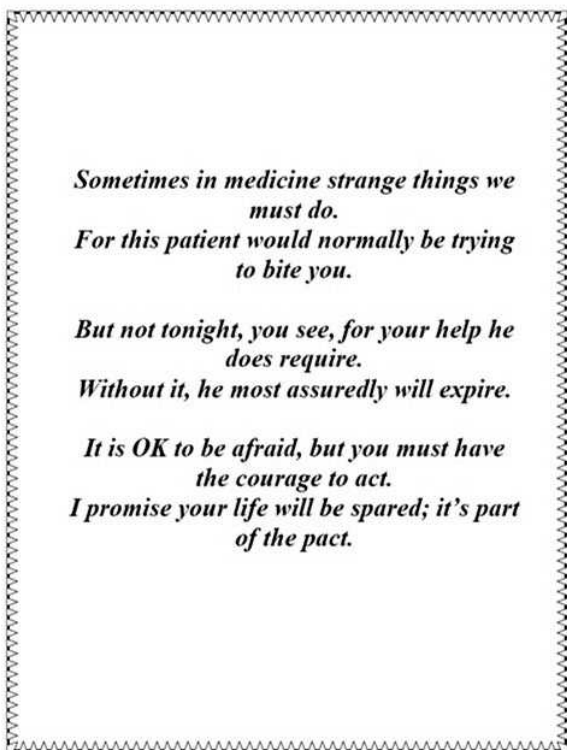 Sometimes in medicine strange things we
must do.
For this patient would normally be trying
to bite you.
But not tonight, you see, for your help he
does require.
Without it, he most assuredly will expire.
It is OK to be afraid, but you must have
the courage to act.
I promise your life will be spared; it’s part
of the pact.